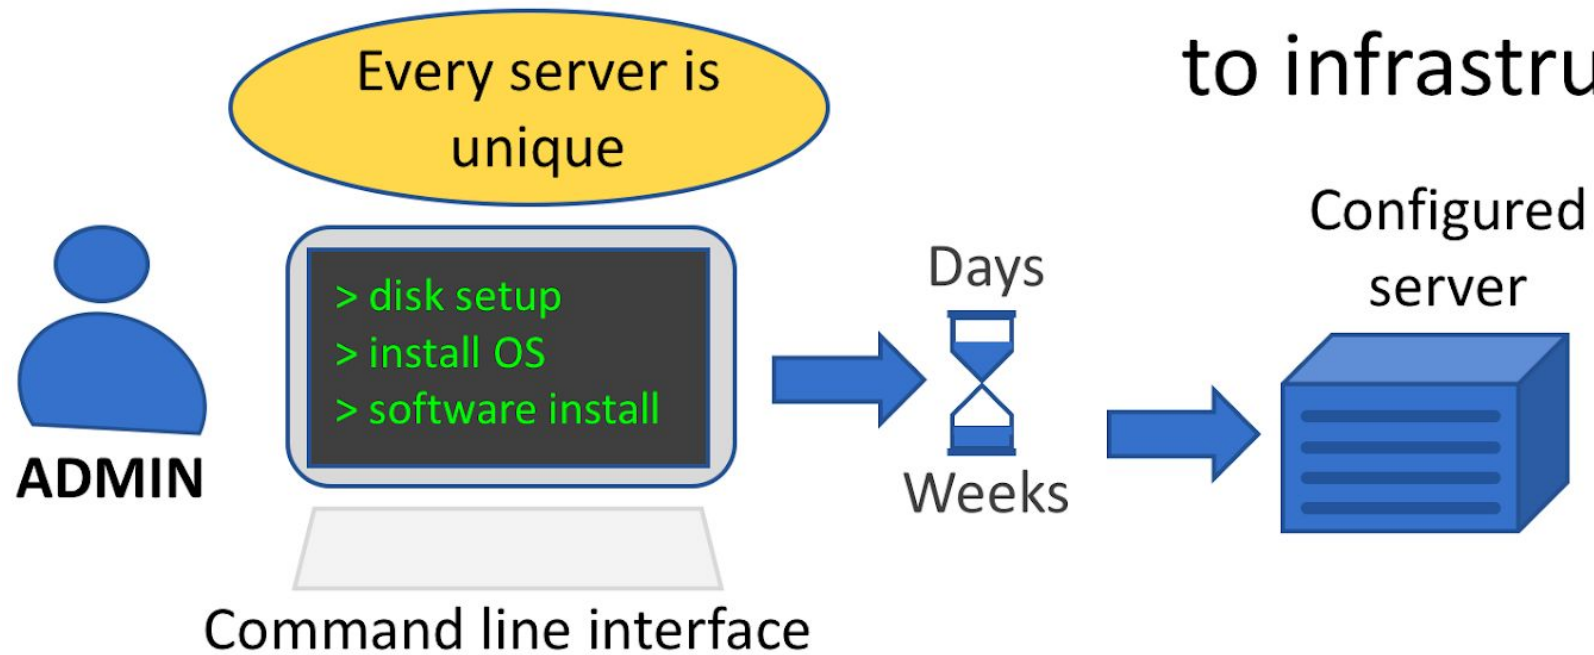 to infrastru
Every server is
unique
> disk setup
> install OS
> software install
ADMIN
Command line interface
Days
Weeks
Configured
server